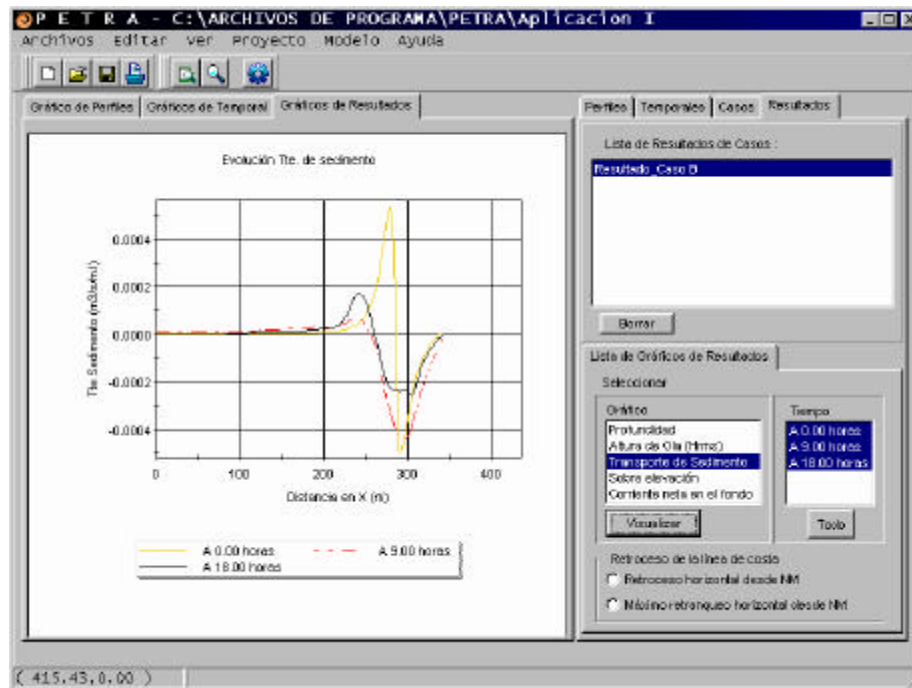 P E T R A - C:\ARCHIVOS DE PROGRAMA\PETRA\Aplicacion I
Archivos Editar Ver Proyecto Modelo Ayuda
Gráfico de Perfiles Gráficos de Temporal Gráficos de Resultados
Evolución Tte. de sedimento
Tte Sedimento (m3/s/ml)
0.0004
0.0002
0.0000
-0.0002
-0.0004
0 100 200 300 400
Distancia en X (m)
A 0.00 horas A 9.00 horas
A 18.00 horas
Perfiles Temporales Casos Resultados
Lista de Resultados de Casos :
Resultado_Caso B
Borrar
Lista de Gráficos de Resultados
Seleccionar
Gráfico
Profundidad
Altura de Ola (Hrms)
Transporte de Sedimento
Sobre elevación
Corriente neta en el fondo
Visualizar
Tiempo
A 0.00 horas
A 9.00 horas
A 18.00 horas
Todo
Retroceso de la línea de costa
Retroceso horizontal desde NM
Máximo retranqueo horizontal desde NM
( 415.43,0.00 )